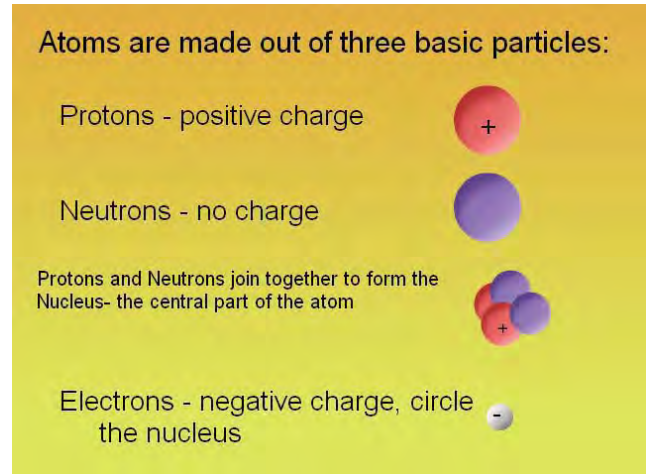 Atoms are made out of three basic particles:
Protons - positive charge
+
Neutrons - no charge
Protons and Neutrons join together to form the
Nucleus- the central part of the atom
+
Electrons - negative charge, circle
the nucleus
-